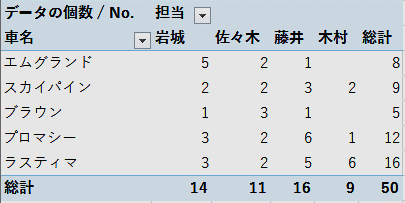 データの個数 / No. 担当
車名 岩城 佐々木 藤井 木村 総計
エムグランド 5 2 1 8
スカイパイン 2 2 3 2 9
ブラウン 1 3 1 5
プロマシー 3 2 6 1 12
ラスティマ 3 2 5 6 16
総計 14 11 16 9 50